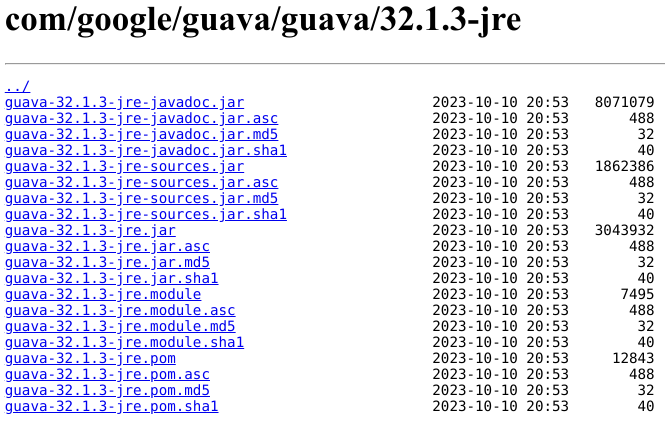 com/google/guava/guava/32.1.3-jre
../
guava-32.1.3-jre-javadoc.jar 2023-10-10 20:53 8071079
guava-32.1.3-jre-javadoc.jar.asc 2023-10-10 20:53 488
guava-32.1.3-jre-javadoc.jar.md5 2023-10-10 20:53 32
guava-32.1.3-jre-javadoc.jar.sha1 2023-10-10 20:53 40
guava-32.1.3-jre-sources.jar 2023-10-10 20:53 1862386
guava-32.1.3-jre-sources.jar.asc 2023-10-10 20:53 488
guava-32.1.3-jre-sources.jar.md5 2023-10-10 20:53 32
guava-32.1.3-jre-sources.jar.sha1 2023-10-10 20:53 40
guava-32.1.3-jre.jar 2023-10-10 20:53 3043932
guava-32.1.3-jre.jar.asc 2023-10-10 20:53 488
guava-32.1.3-jre.jar.md5 2023-10-10 20:53 32
guava-32.1.3-jre.jar.sha1 2023-10-10 20:53 40
guava-32.1.3-jre.module 2023-10-10 20:53 7495
guava-32.1.3-jre.module.asc 2023-10-10 20:53 488
guava-32.1.3-jre.module.md5 2023-10-10 20:53 32
guava-32.1.3-jre.module.sha1 2023-10-10 20:53 40
guava-32.1.3-jre.pom 2023-10-10 20:53 12843
guava-32.1.3-jre.pom.asc 2023-10-10 20:53 488
guava-32.1.3-jre.pom.md5 2023-10-10 20:53 32
guava-32.1.3-jre.pom.sha1 2023-10-10 20:53 40